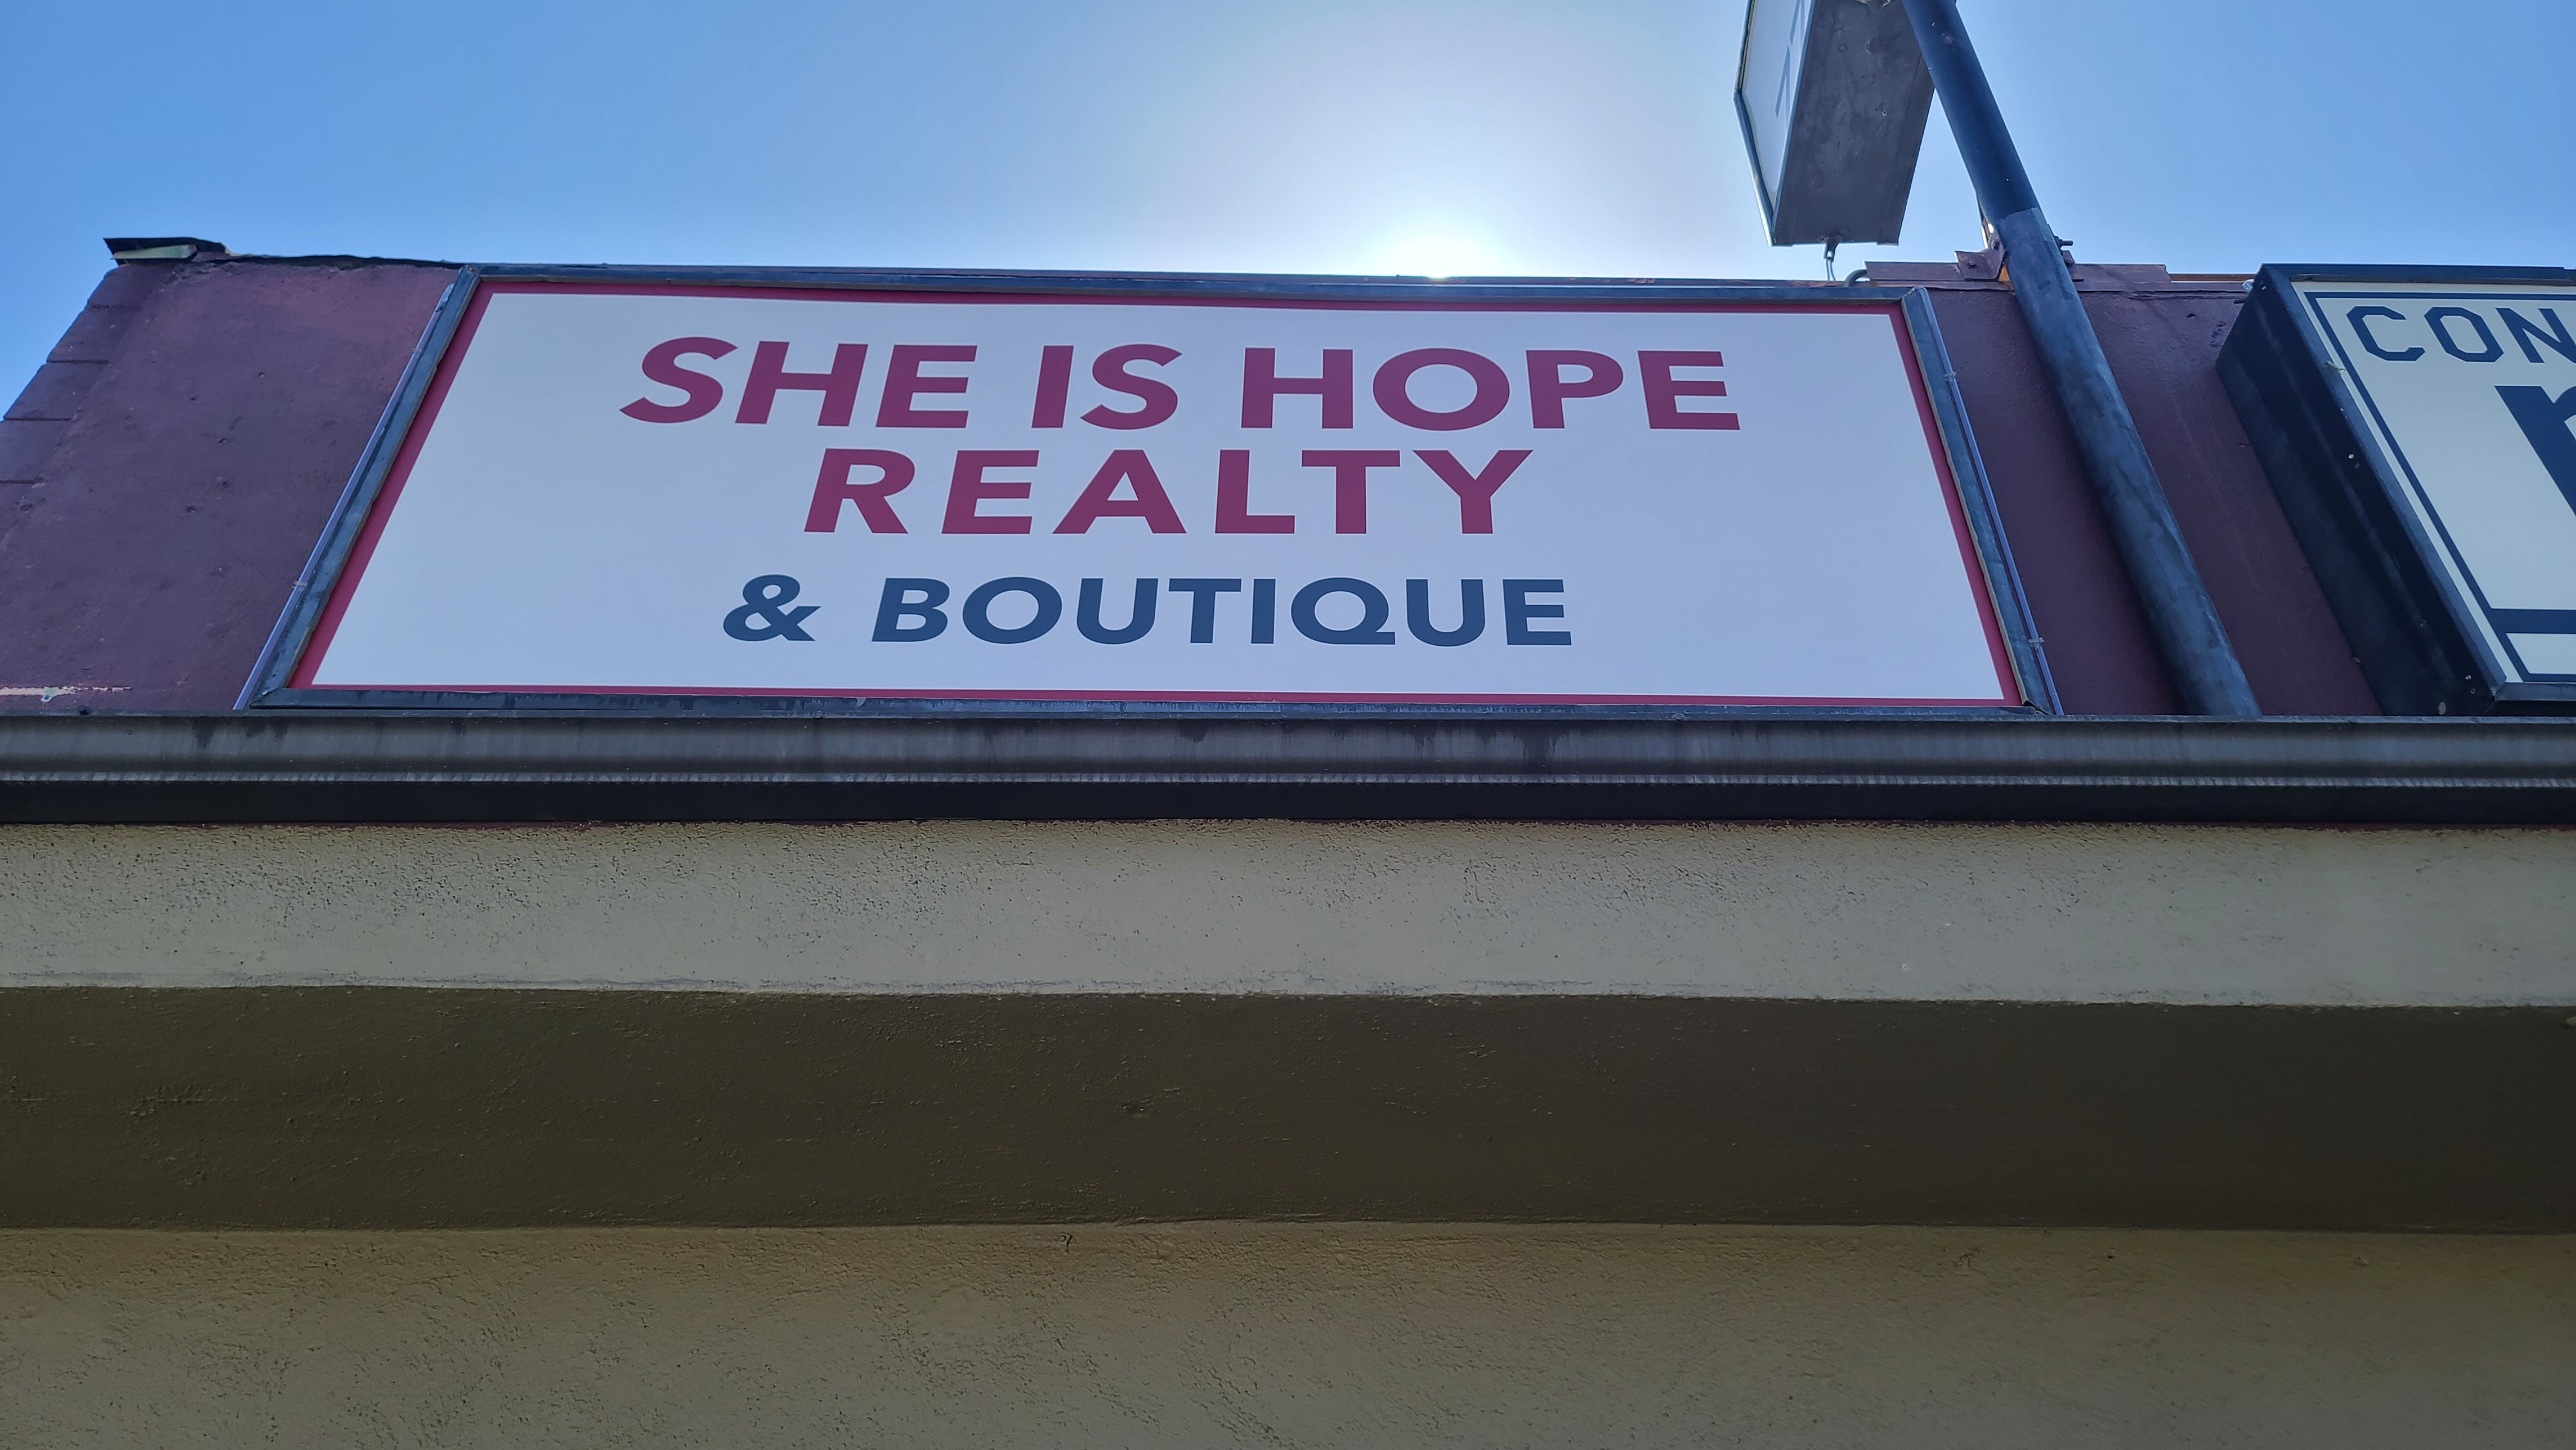 SHE IS HOPE
REALTY
& BOUTIQUE